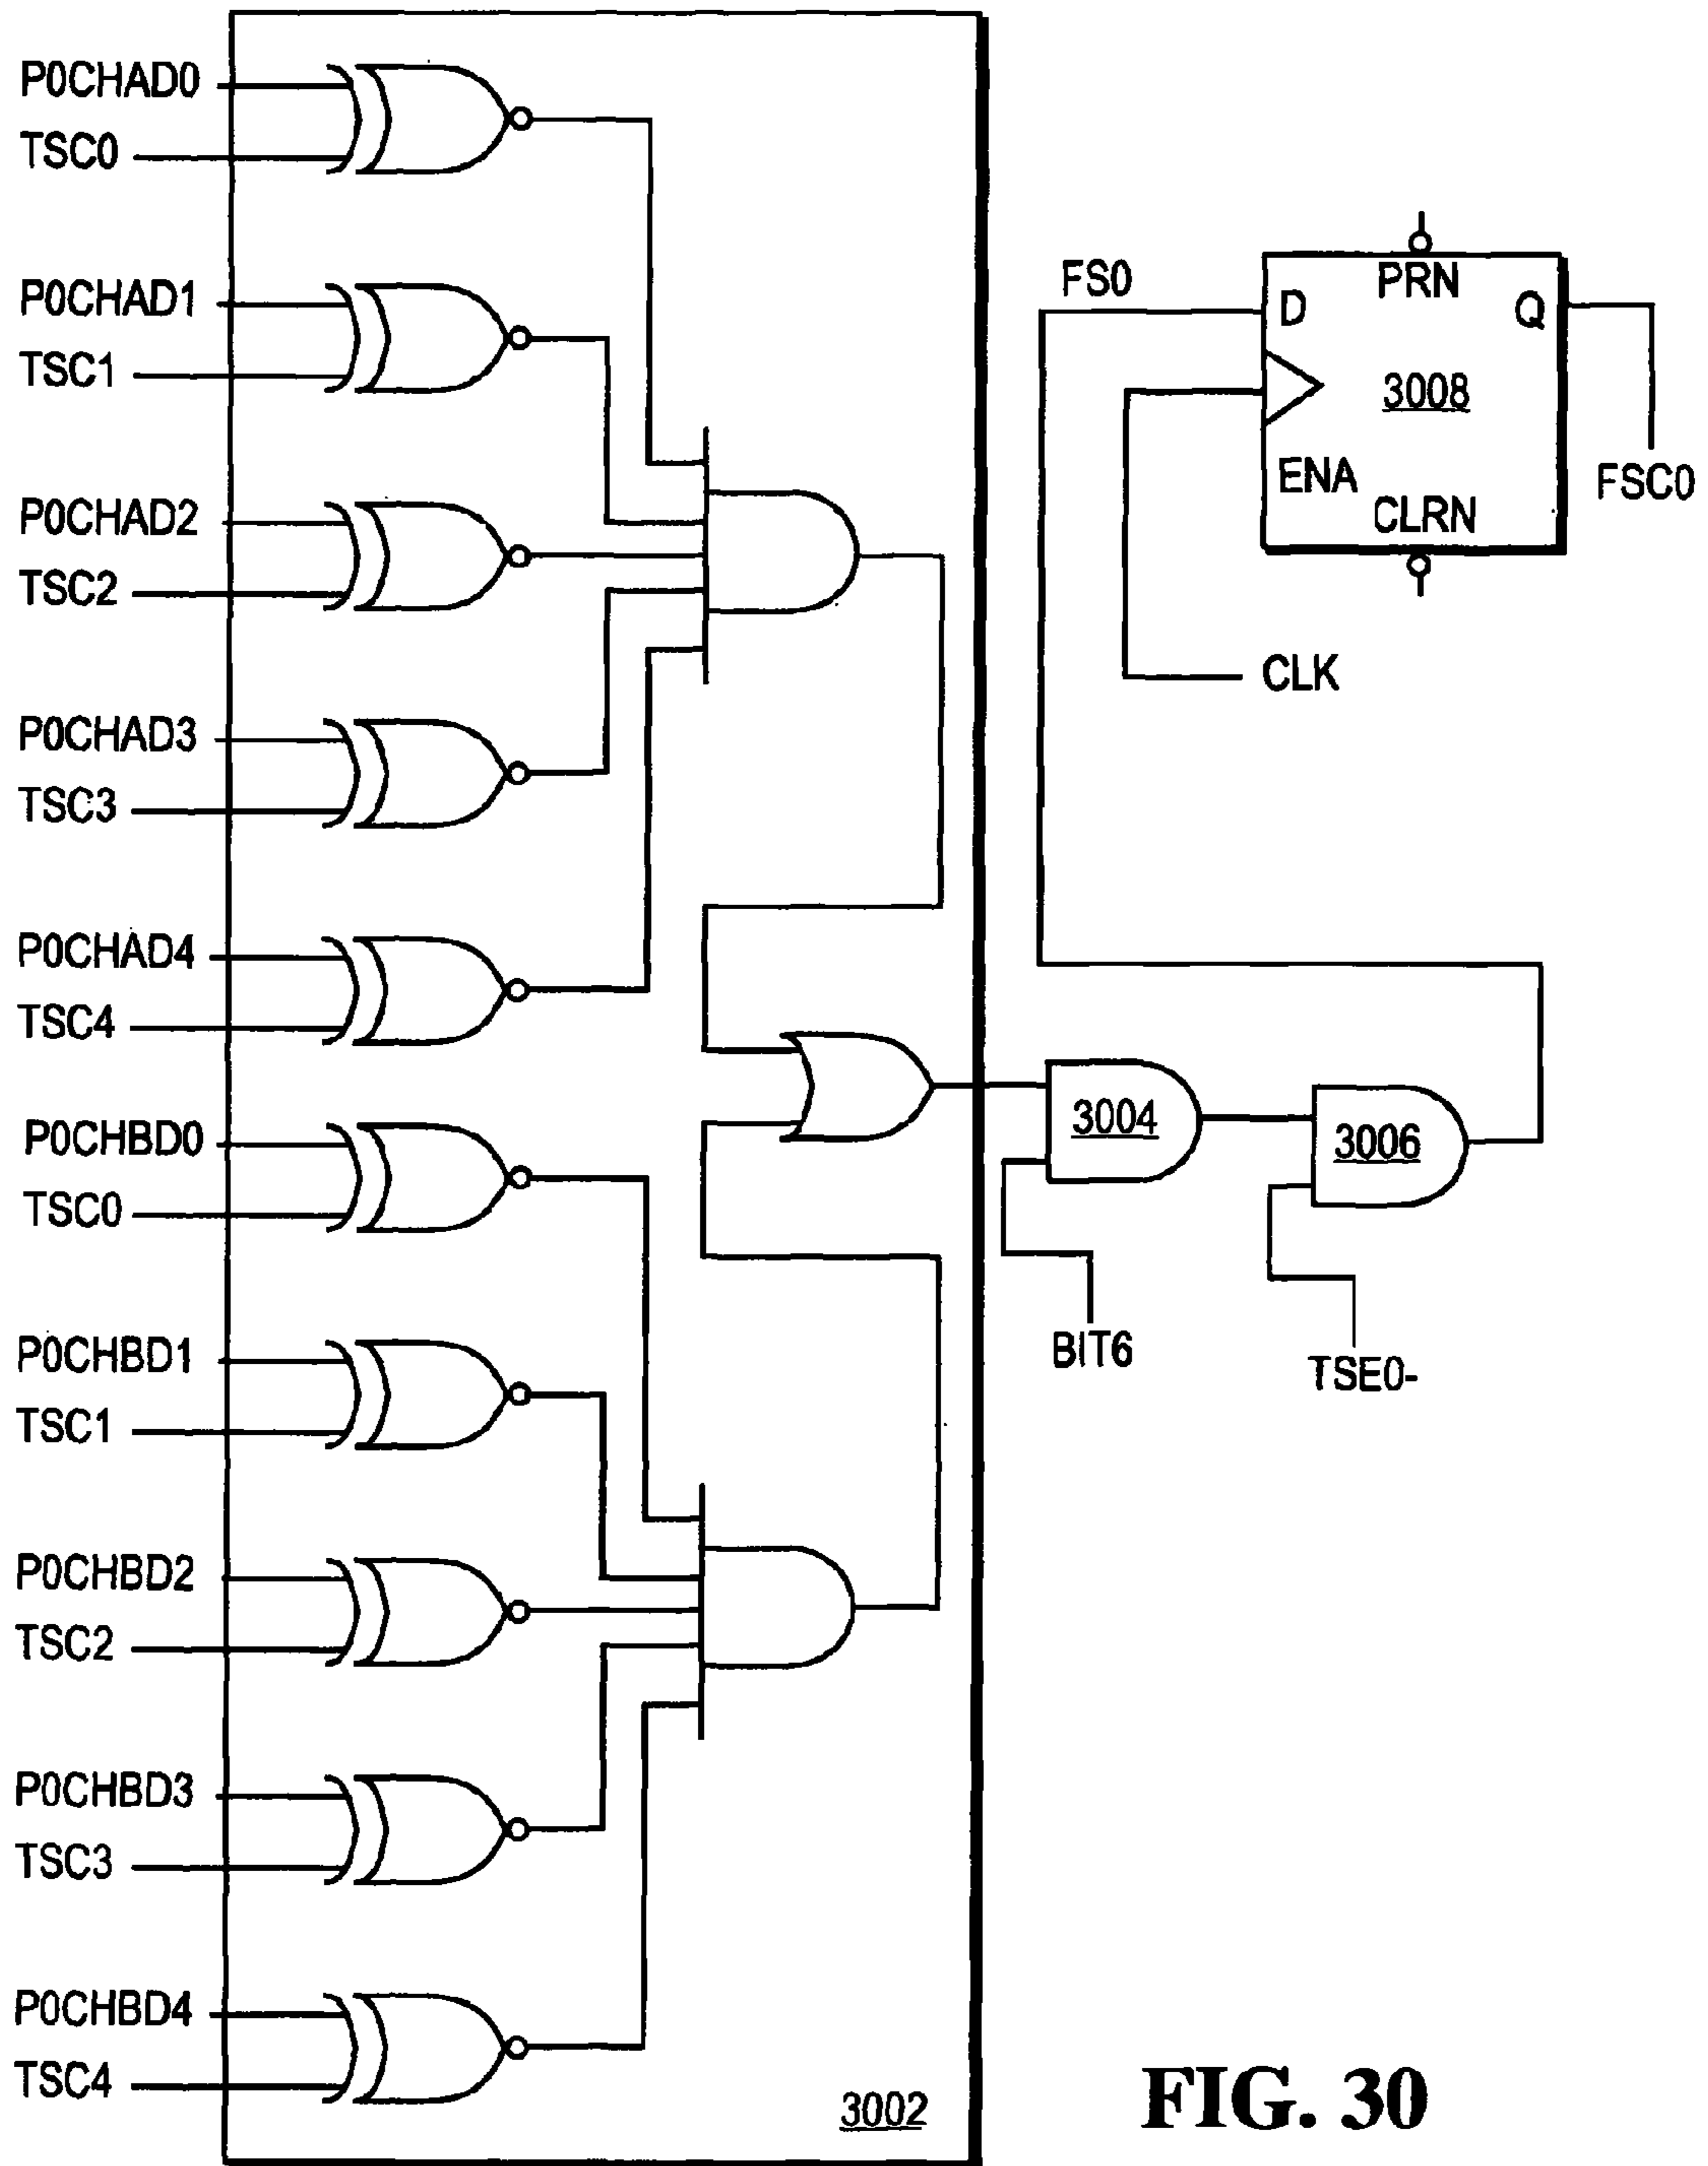 P0CHAD0
TSC0
P0CHAD1
TSC1
P0CHAD2
TSC2
P0CHAD3
TSC3
P0CHAD4
TSC4
P0CHBD0
TSC0
P0CHBD1
TSC1
P0CHBD2
TSC2
P0CHBD3
TSC3
P0CHBD4
TSC4
3002
3004
BIT6
3006
TSE0-
FS0
D
PRN
Q
3008
ENA
CLRN
FSC0
CLK
FIG. 30